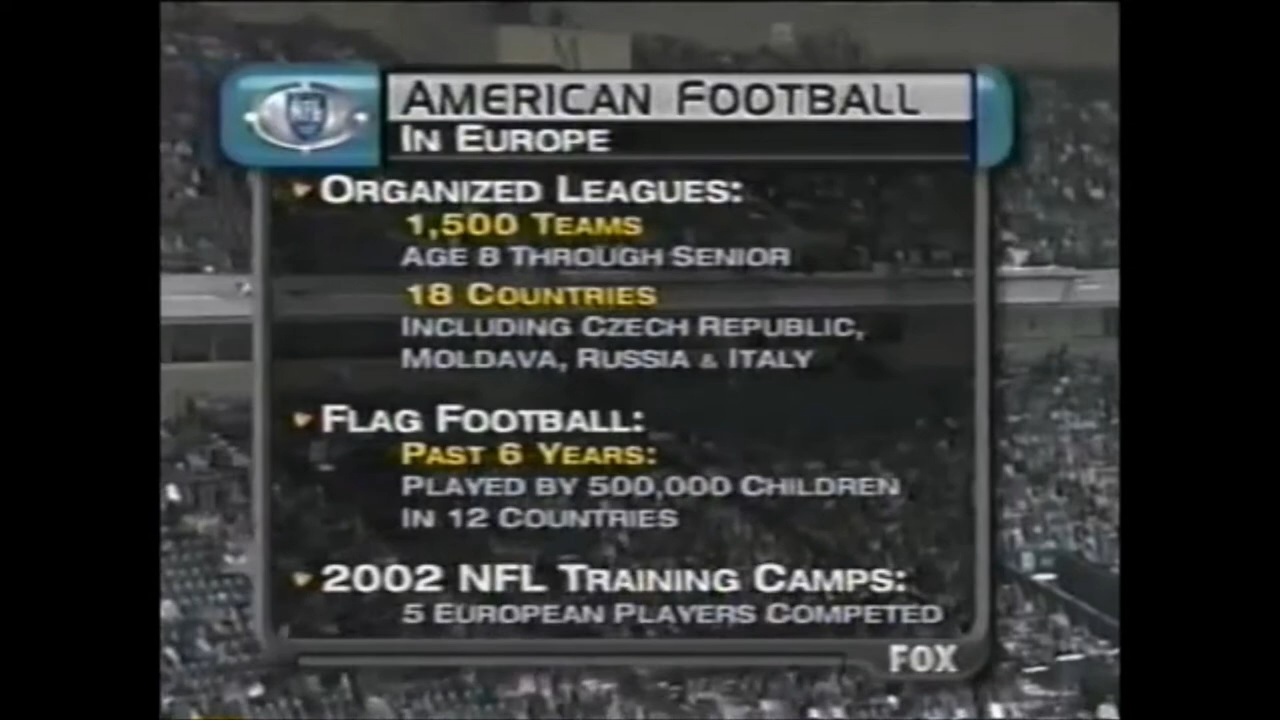 NFL
AMERICAN FOOTBALL
IN EUROPE
ORGANIZED LEAGUES:
1,500 TEAMS
AGE 8 THROUGH SENIOR
18 COUNTRIES
INCLUDING CZECH REPUBLIC,
MOLDAVA, RUSSIA & ITALY
FLAG FOOTBALL:
PAST 6 YEARS:
PLAYED BY 500,000 CHILDREN
IN 12 COUNTRIES
2002 NFL TRAINING CAMPS:
5 EUROPEAN PLAYERS COMPETED
FOX